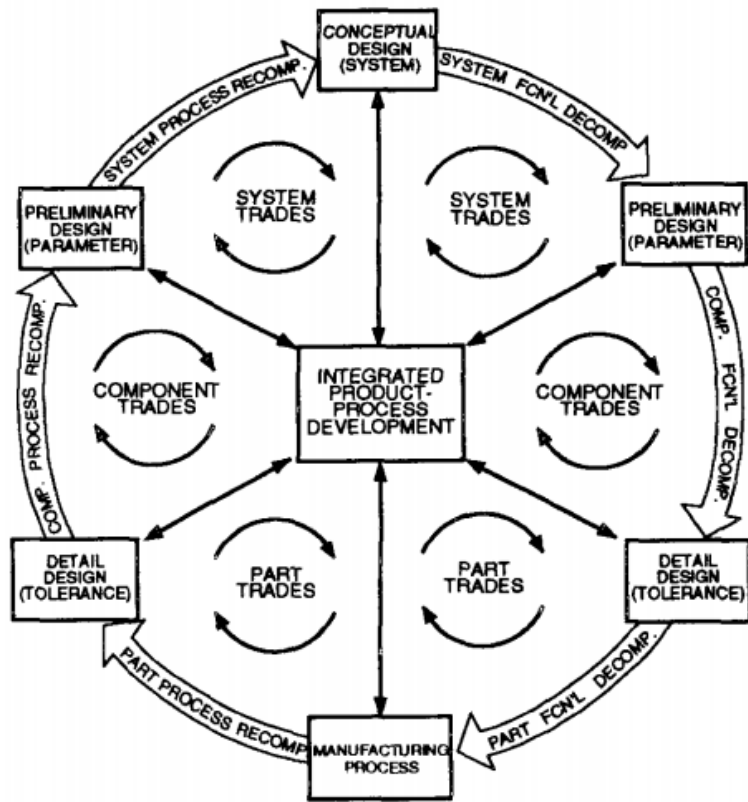 CONCEPTUAL
DESIGN
(SYSTEM)
SYSTEM PROCESS RECOMP.
SYSTEM FCN'L DECOMP
SYSTEM
TRADES
SYSTEM
TRADES
PRELIMINARY
DESIGN
(PARAMETER)
PRELIMINARY
DESIGN
(PARAMETER)
INTEGRATED
PRODUCT-
PROCESS
DEVELOPMENT
COMPONENT
TRADES
COMPONENT
TRADES
COMP. PROCESS RECOMP.
COMP. FCN'L DECOMP.
DETAIL
DESIGN
(TOLERANCE)
PART
TRADES
PART
TRADES
DETAIL
DESIGN
(TOLERANCE)
PART PROCESS RECOMP.
PART FCN'L DECOMP.
MANUFACTURING
PROCESS